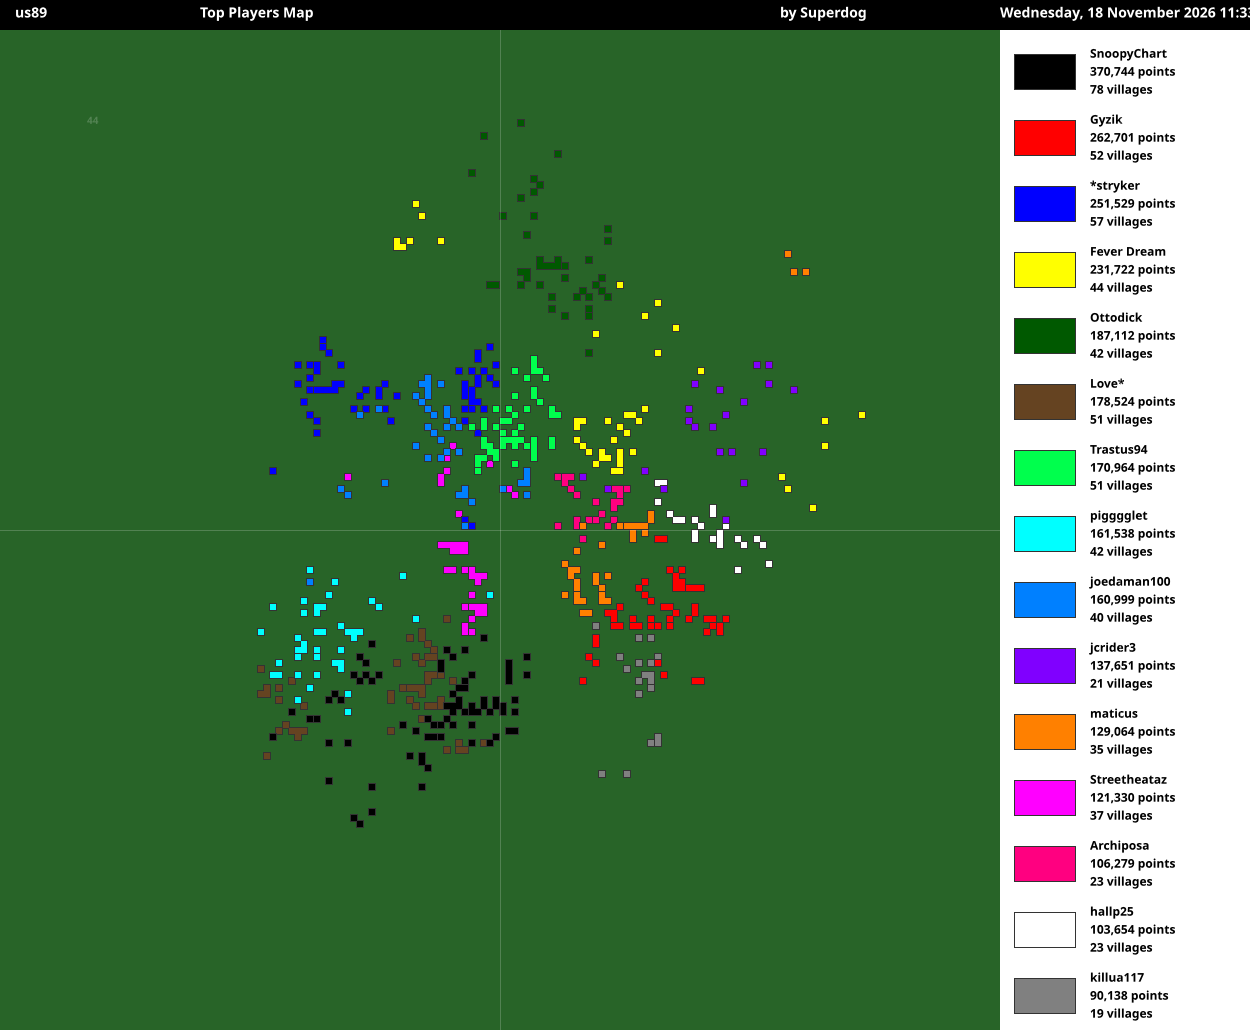 us89 Top Players Map by Superdog Wednesday, 18 November 2026
44
SnoopyChart
370,744 points
78 villages
Gyzik
262,701 points
52 villages
*stryker
251,529 points
57 villages
Fever Dream
231,722 points
44 villages
Ottodick
187,112 points
42 villages
Love*
178,524 points
51 villages
Trastus94
170,964 points
51 villages
pigggglet
161,538 points
42 villages
joedaman100
160,999 points
40 villages
jcrider3
137,651 points
21 villages
maticus
129,064 points
35 villages
Streetheataz
121,330 points
37 villages
Archiposa
106,279 points
23 villages
hallp25
103,654 points
23 villages
killua117
90,138 points
19 villages